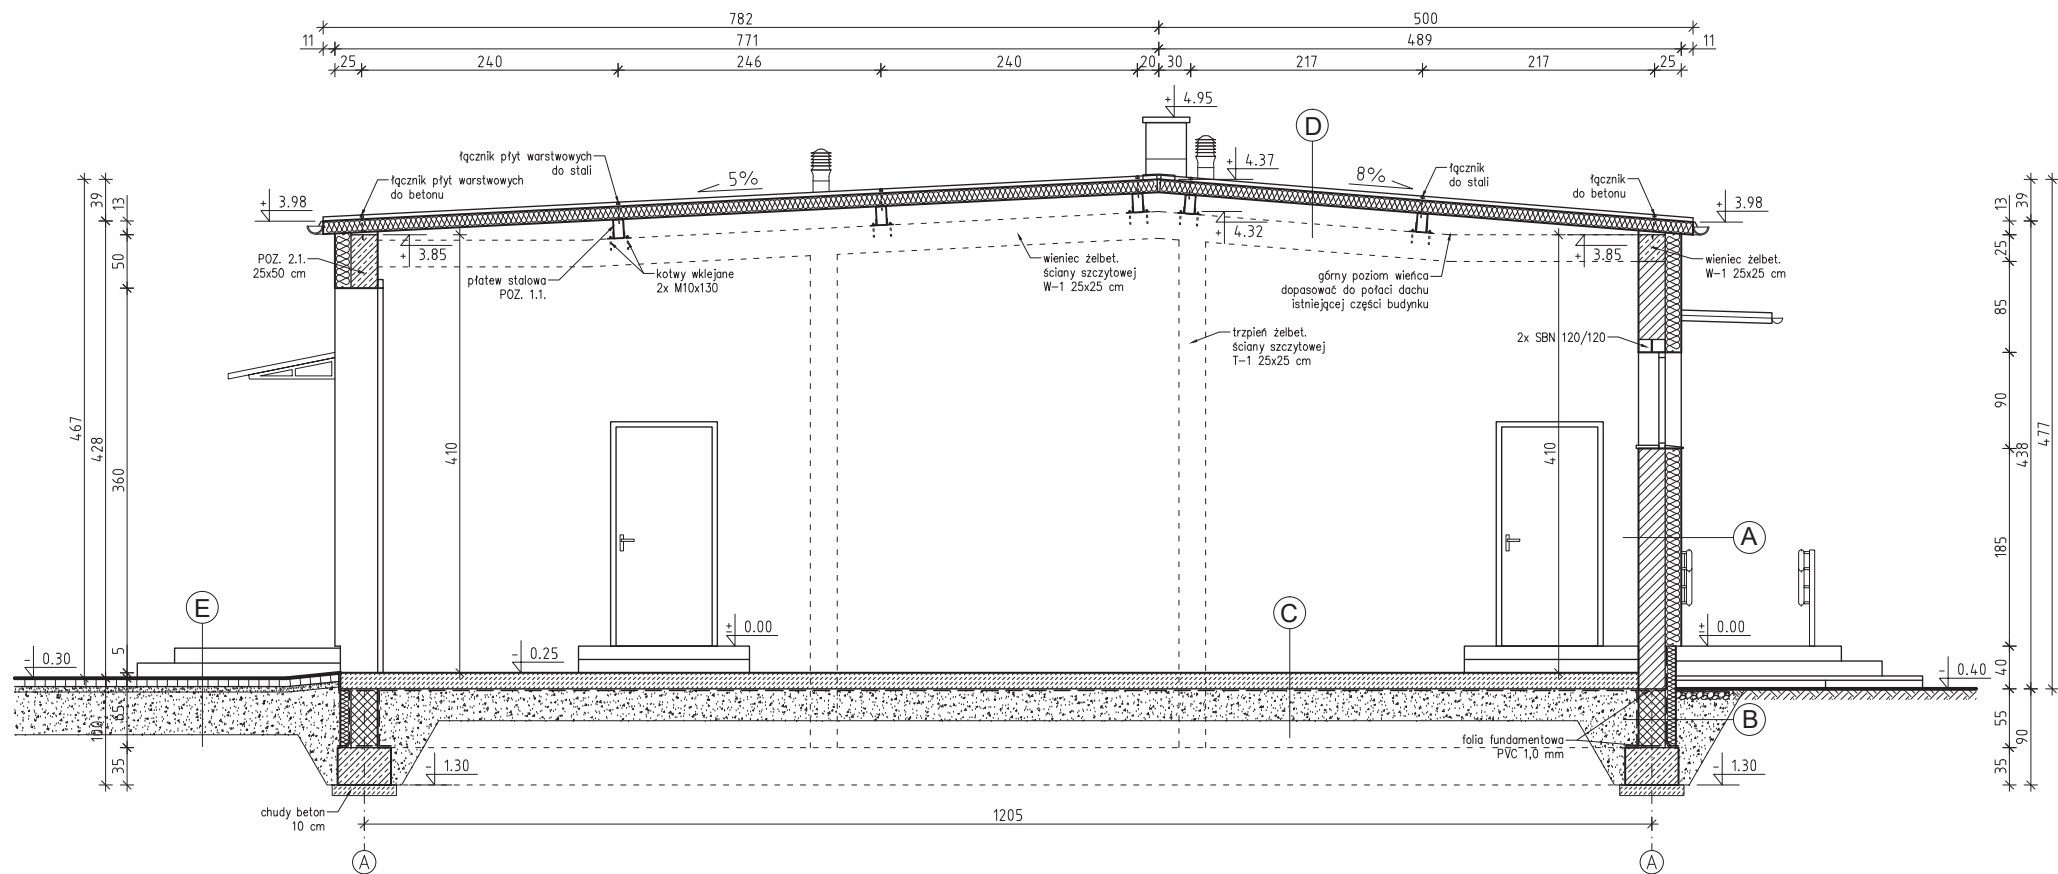 782
500
11
771
489
11
25
240
246
240
20
30
217
217
25
+ 4.95
D
łącznik płyt warstwowych
do stali
5%
+ 4.37
8%
łącznik
do stali
łącznik płyt warstwowych
do betonu
łącznik
do betonu
39
13
+ 3.98
+ 3.98
13
39
+ 4.32
+ 3.85
+ 3.85
POZ. 2.1.
25x50 cm
50
płatew stalowa
POZ. 1.1.
kotwy wklejane
2x M10x130
wieniec żelbet.
ściany szczytowej
W-1 25x25 cm
górny poziom wieńca
dopasować do połaci dachu
istniejącej części budynku
wieniec żelbet.
W-1 25x25 cm
25
85
trzpień żelbet.
ściany szczytowej
T-1 25x25 cm
2x SBN 120/120
90
467
428
360
410
410
438
477
A
185
E
C
± 0.00
± 0.00
- 0.30
5
- 0.25
40
- 0.40
65
100
B
55
90
folia fundamentowa
PVC 1,0 mm
35
- 1.30
- 1.30
35
chudy beton
10 cm
1205
A
A